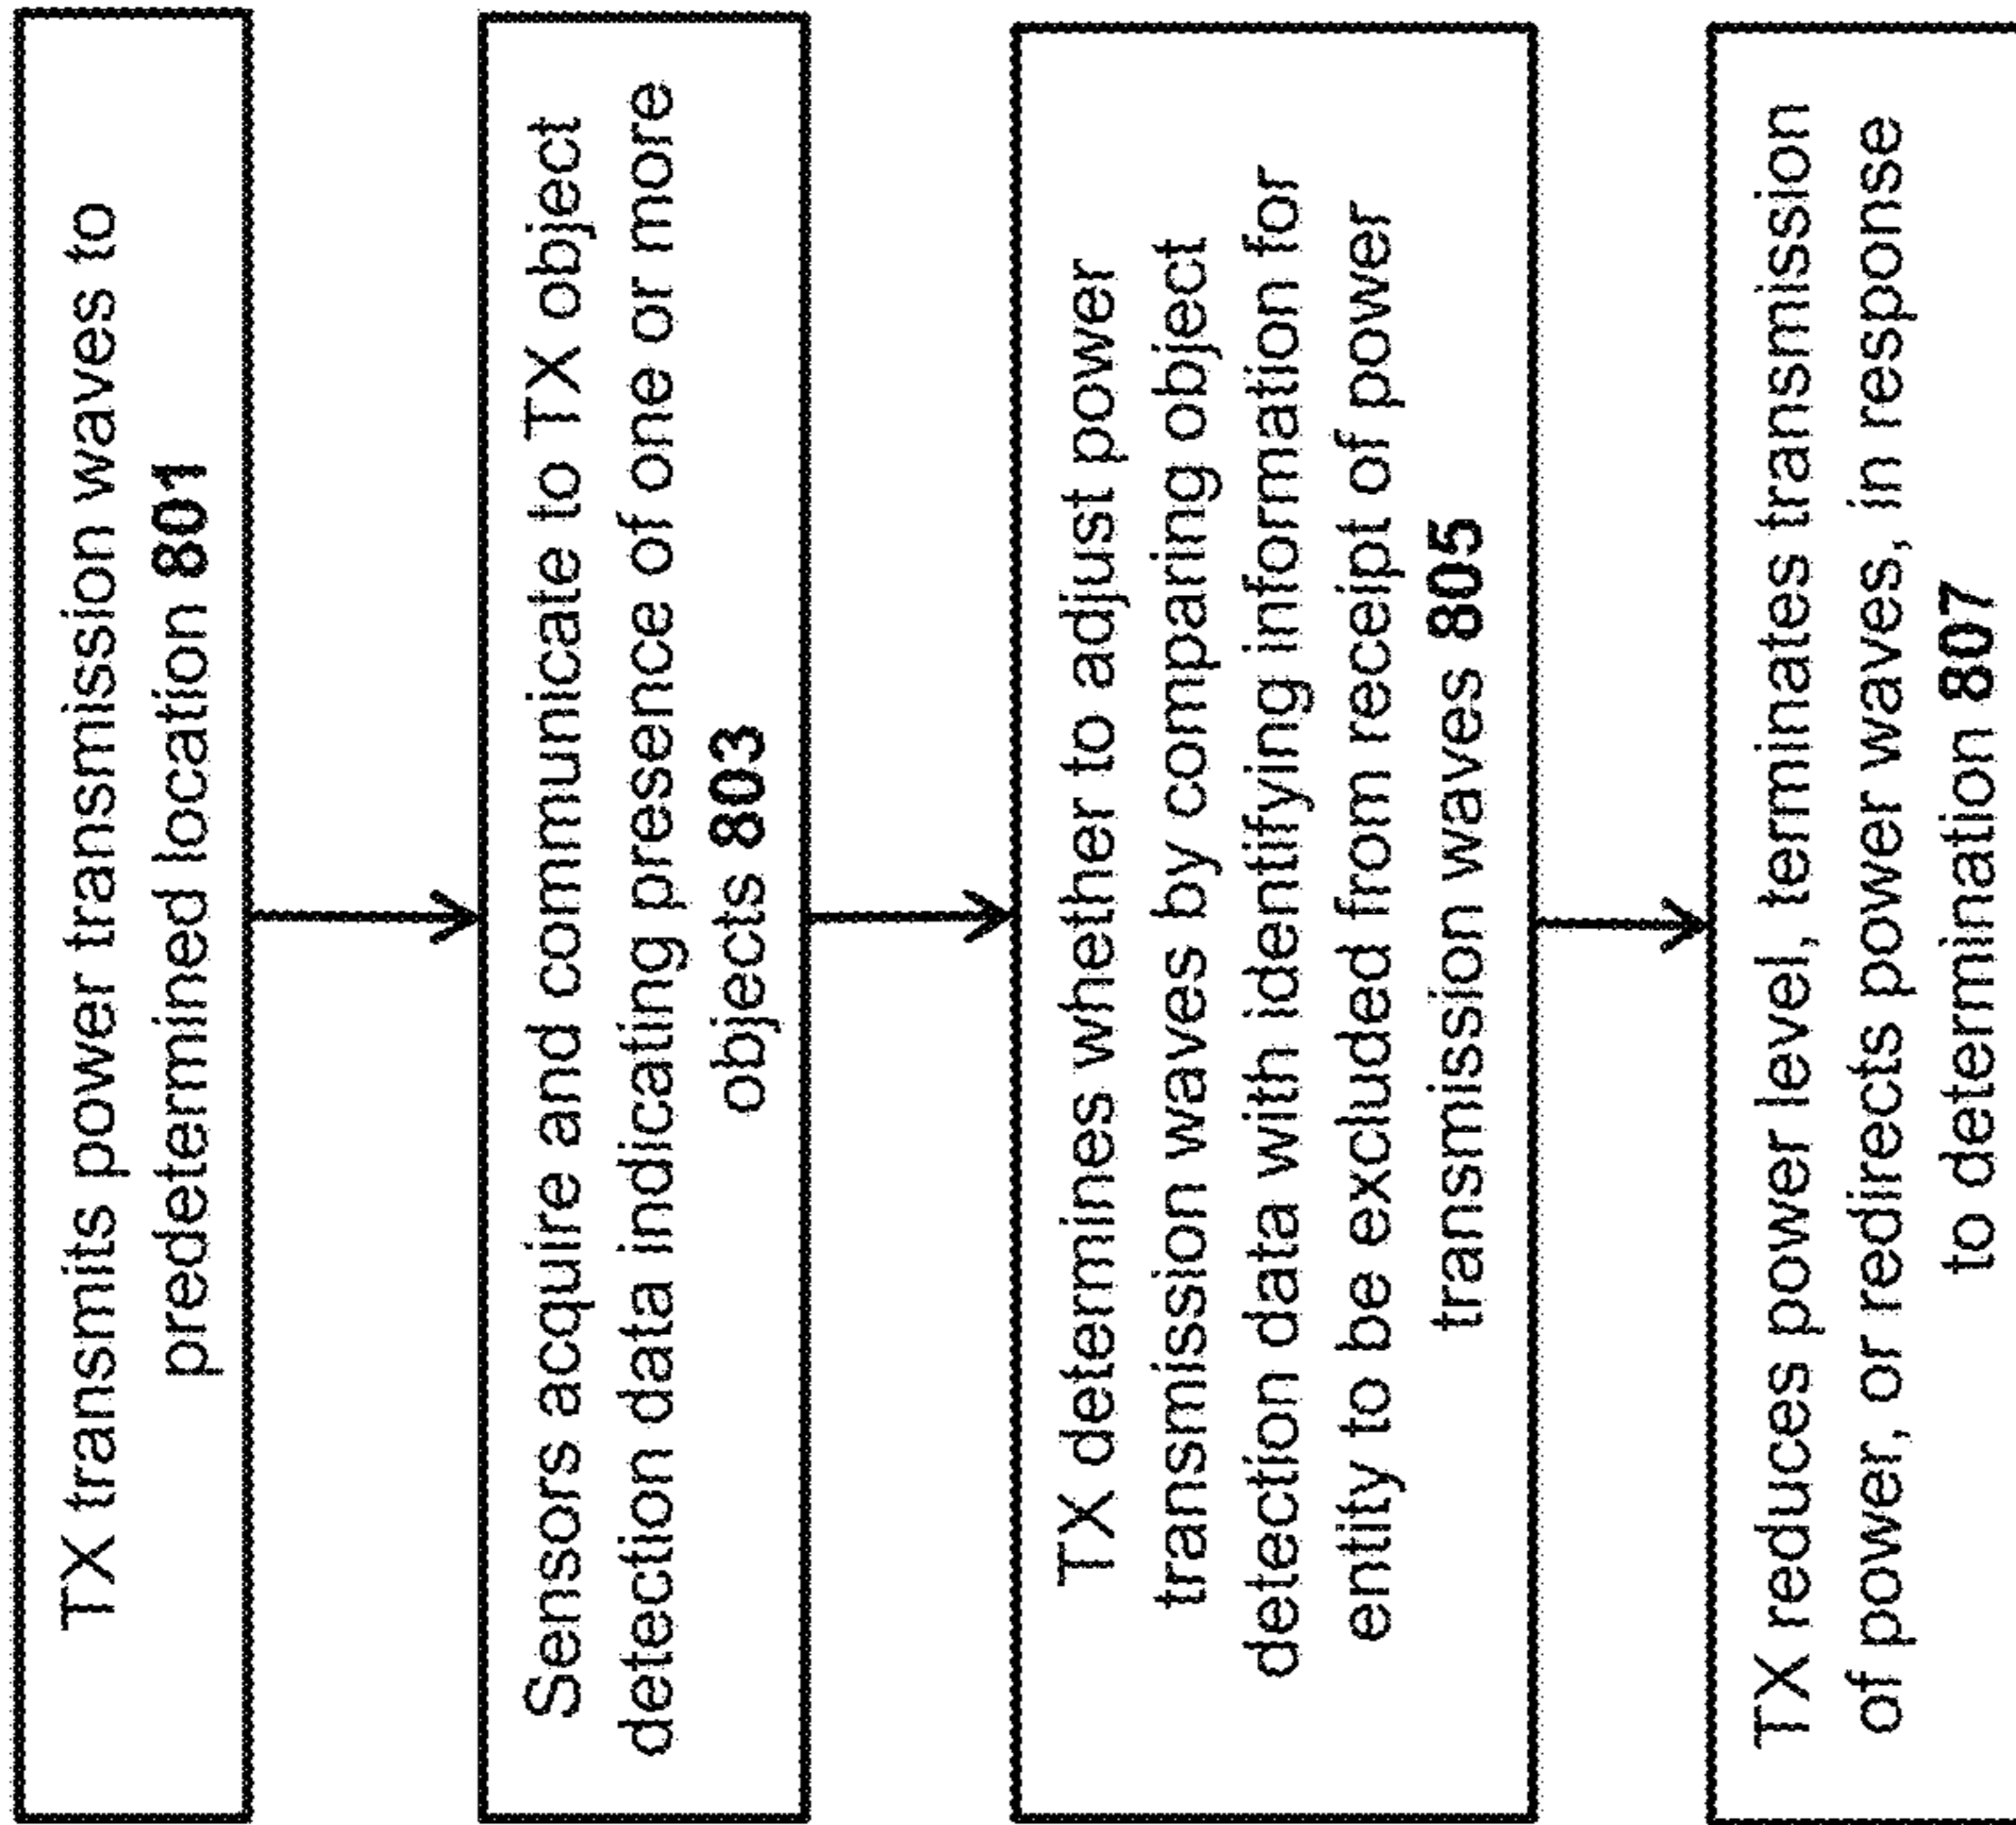 TX transmits power transmission waves to
predetermined location 801
Sensors acquire and communicate to TX object
detection data indicating presence of one or more
objects 803
TX determines whether to adjust power
transmission waves by comparing object
detection data with identifying information for
entity to be excluded from receipt of power
transmission waves 805
TX reduces power level, terminates transmission
of power, or redirects power waves, in response
to determination 807